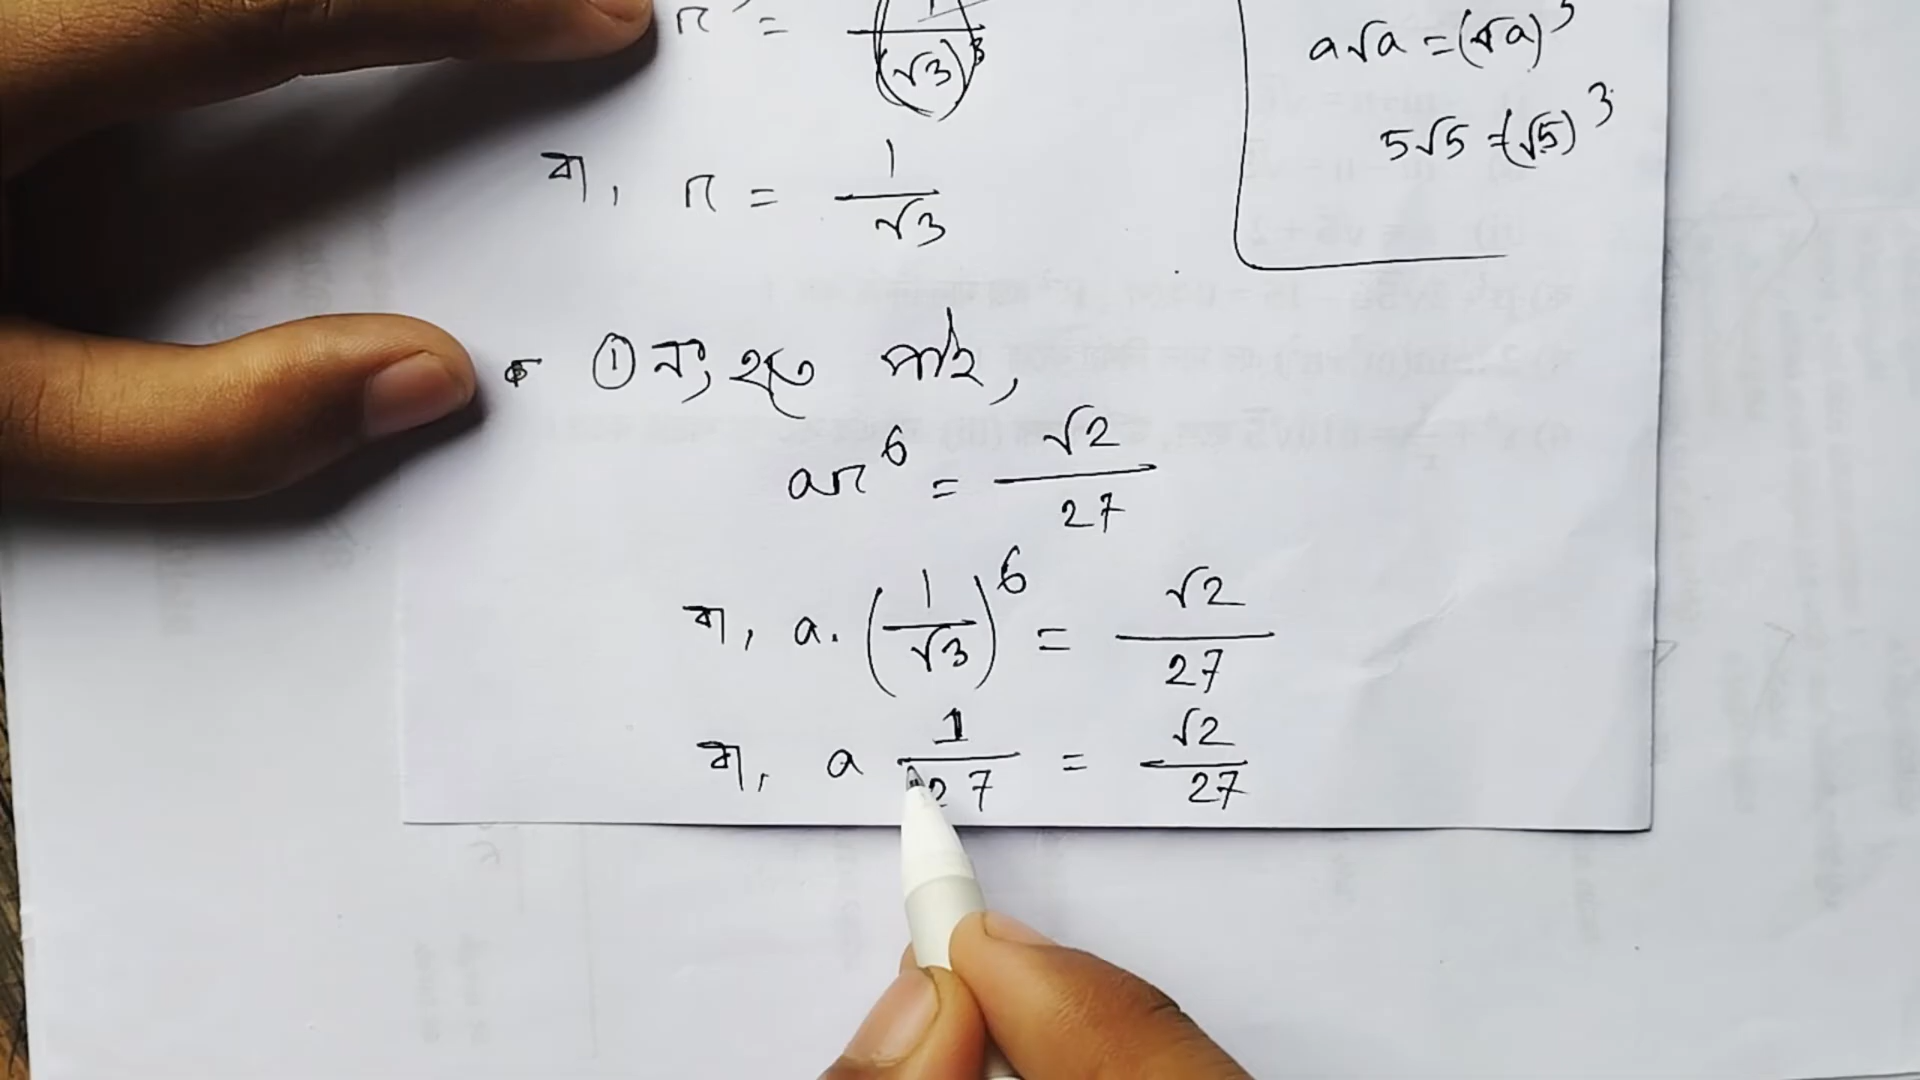 r³ = 1/(√3)³
a√a = (√a)³
5√5 = (√5)³
বা, r = 1/√3
① নং হতে পাই,
ar⁶ = √2/27
বা, a. (1/√3)⁶ = √2/27
বা, a 1/27 = √2/27